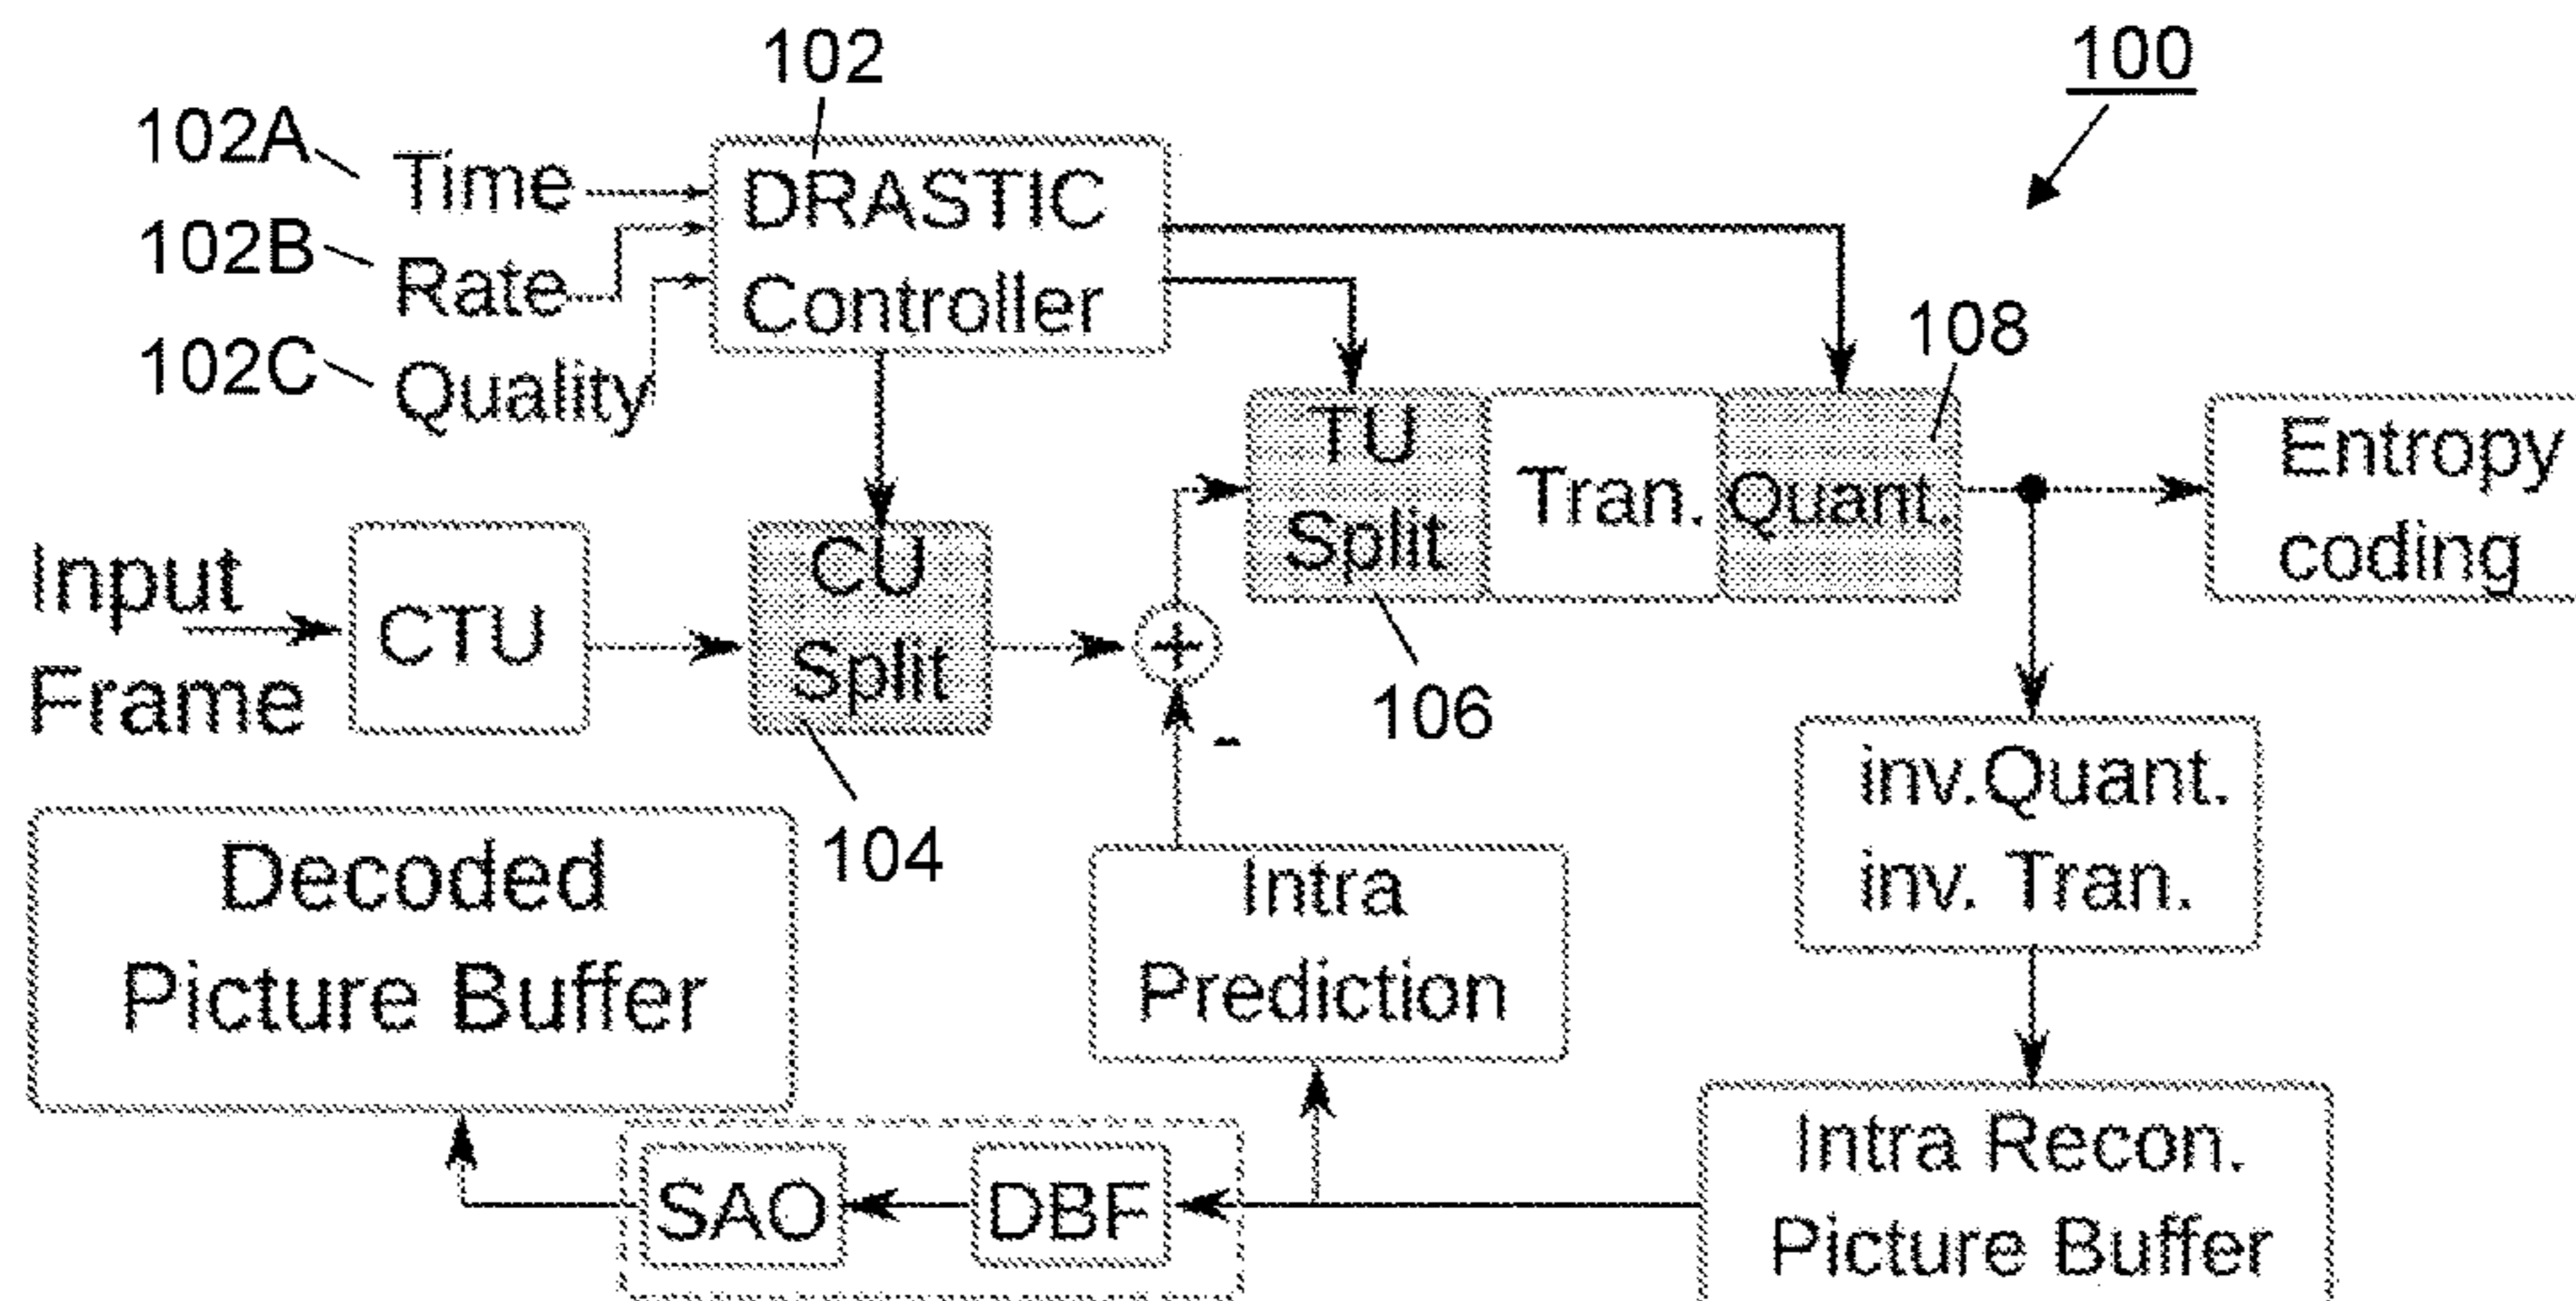 102
100
102A
Time
102B
Rate
102C
Quality
DRASTIC
Controller
108
TU
Split
Tran.
Quant.
Entropy
coding
Input
Frame
CTU
CU
Split
+
-
106
104
inv.Quant.
inv. Tran.
Decoded
Picture Buffer
Intra
Prediction
SAO
DBF
Intra Recon.
Picture Buffer